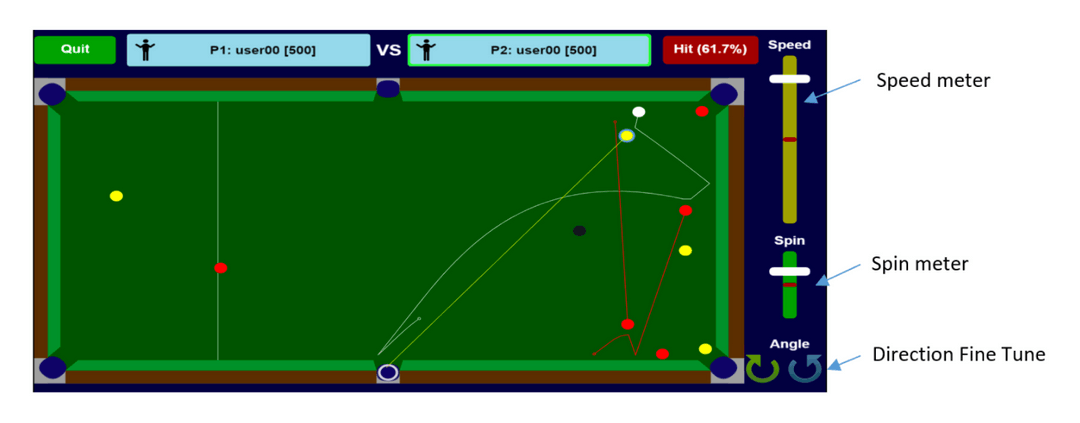 Quit
P1: user00 [500]
VS
P2: user00 [500]
Hit (61.7%)
Speed
Speed meter
Spin
Spin meter
Angle
Direction Fine Tune